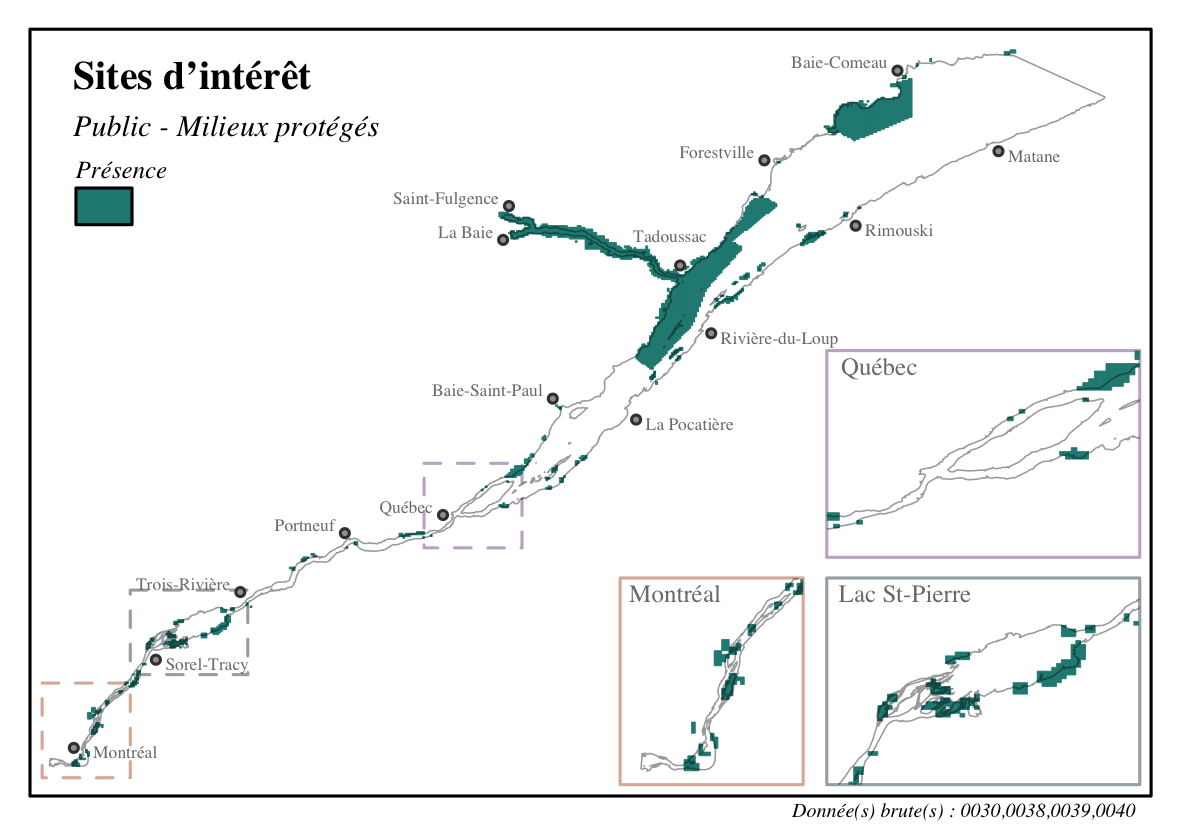 Sites d’intérêt
Public - Milieux protégés
Présence
Baie-Comeau
Matane
Forestville
Saint-Fulgence
La Baie
Tadoussac
Rimouski
Rivière-du-Loup
Baie-Saint-Paul
La Pocatière
Québec
Portneuf
Trois-Rivière
Sorel-Tracy
Montréal
Québec
Montréal
Lac St-Pierre
Donnée(s) brute(s) : 0030,0038,0039,0040